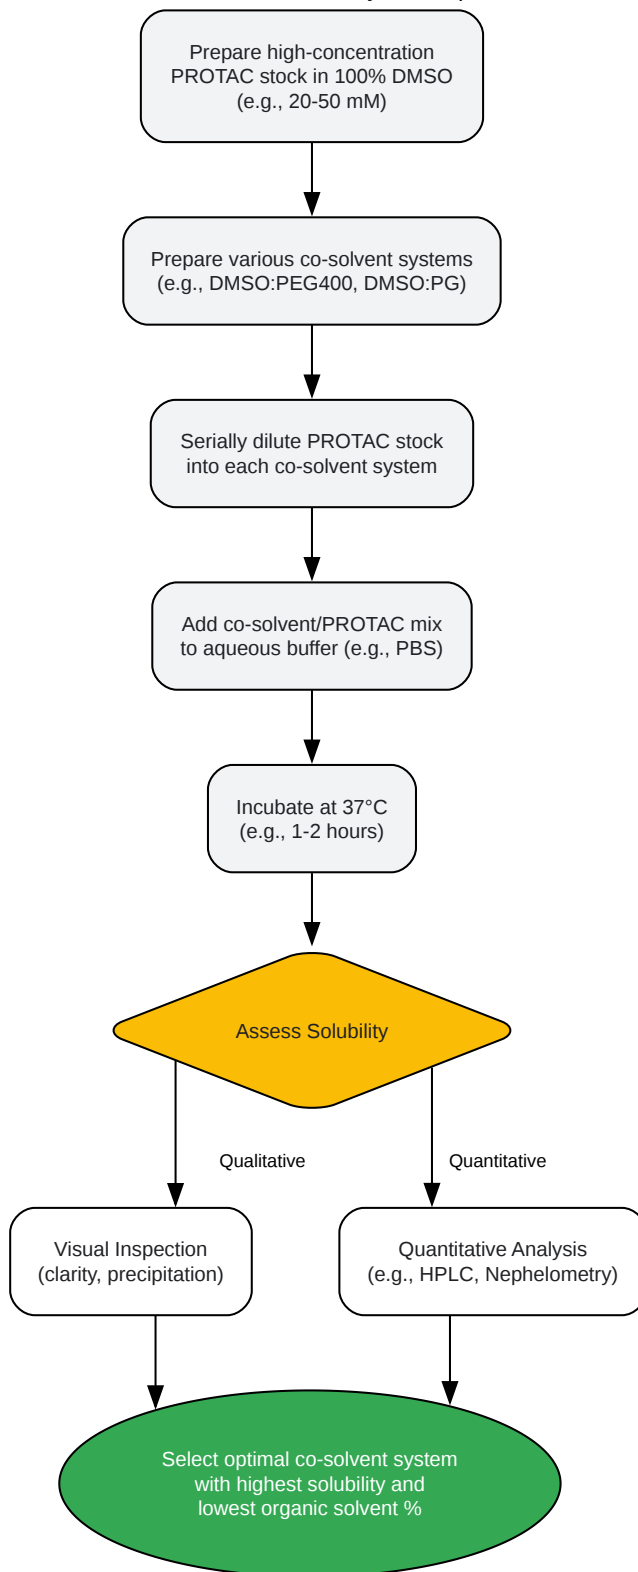 Prepare high-concentration
PROTAC stock in 100% DMSO
(e.g., 20-50 mM)
Prepare various co-solvent systems
(e.g., DMSO:PEG400, DMSO:PG)
Serially dilute PROTAC stock
into each co-solvent system
Add co-solvent/PROTAC mix
to aqueous buffer (e.g., PBS)
Incubate at 37°C
(e.g., 1-2 hours)
Assess Solubility
Qualitative
Quantitative
Visual Inspection
(clarity, precipitation)
Quantitative Analysis
(e.g., HPLC, Nephelometry)
Select optimal co-solvent system
with highest solubility and
lowest organic solvent %